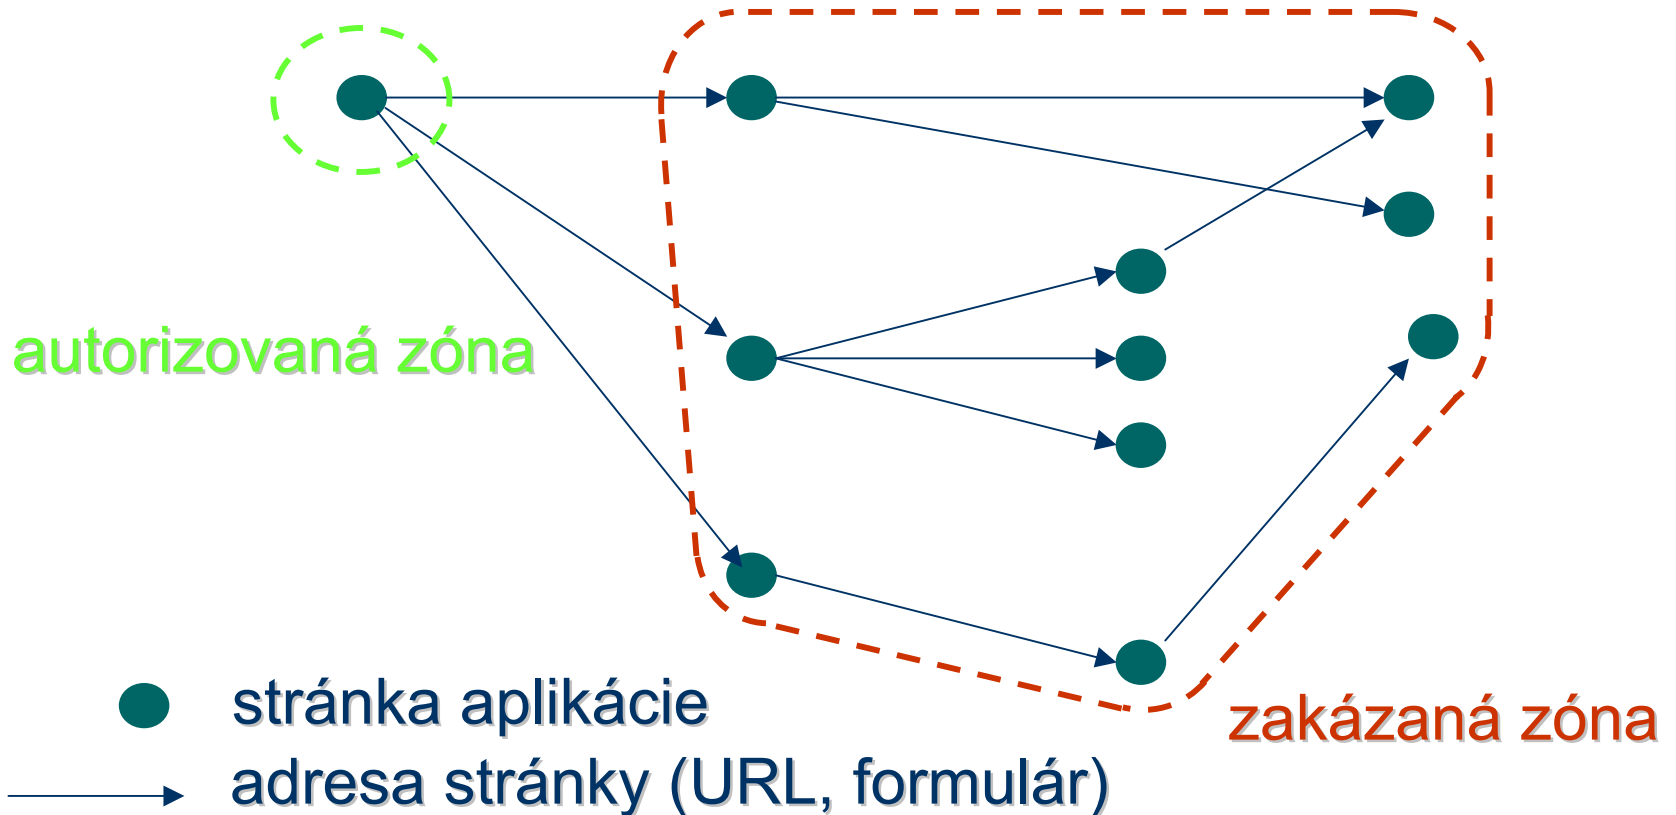 autorizovaná zóna
stránka aplikácie
zakázaná zóna
adresa stránky (URL, formulár)